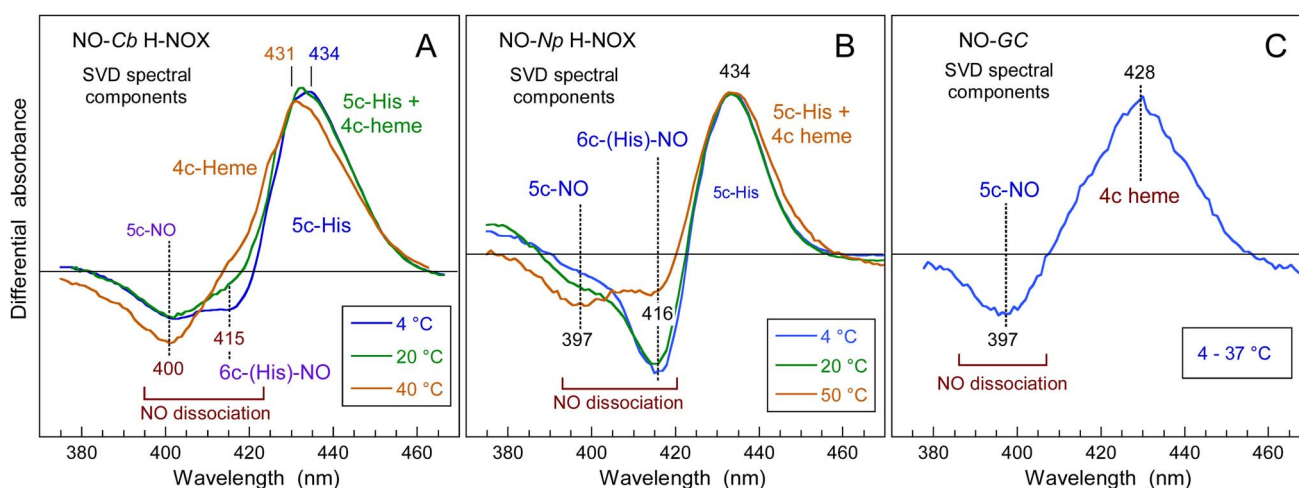 NO-Cb H-NOX
A
SVD spectral
components
431
434
5c-His +
4c-heme
4c-Heme
5c-NO
5c-His
415
400
6c-(His)-NO
NO dissociation
4 °C
20 °C
40 °C
Differential absorbance
380 400 420 440 460
Wavelength (nm)
NO-Np H-NOX
B
SVD spectral
components
434
5c-His +
4c heme
6c-(His)-NO
5c-NO
5c-His
416
397
NO dissociation
4 °C
20 °C
50 °C
380 400 420 440 460
Wavelength (nm)
NO-GC
C
SVD spectral
components
428
5c-NO
4c heme
397
NO dissociation
4 - 37 °C
380 400 420 440 460
Wavelength (nm)